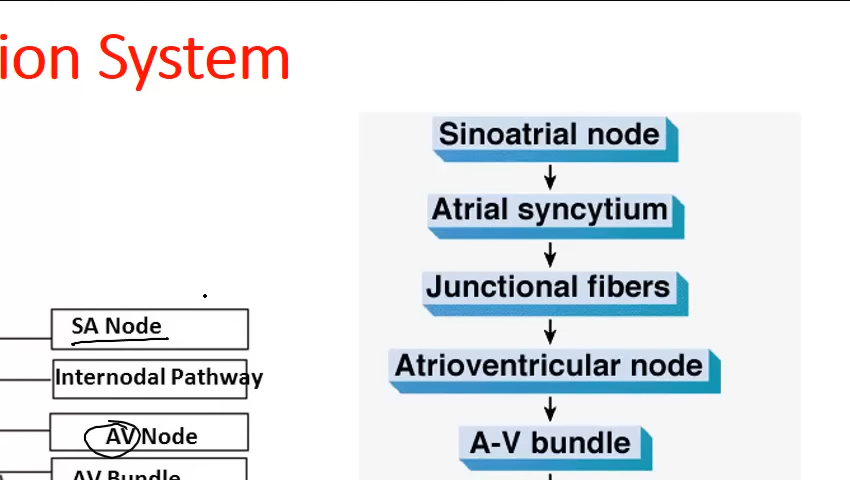 ion System
Sinoatrial node
Atrial syncytium
Junctional fibers
Atrioventricular node
A-V bundle
SA Node
Internodal Pathway
AV Node
AV Bundle